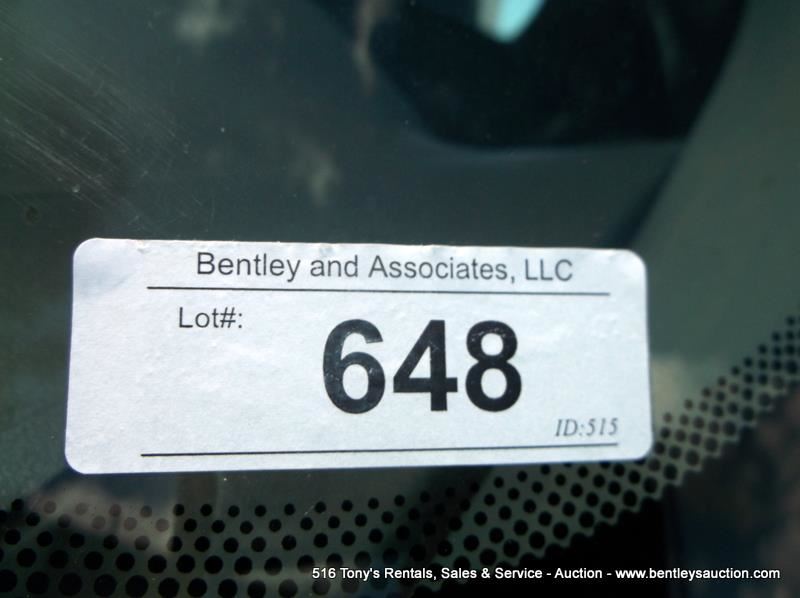 Bentley and Associates, LLC
Lot#:
648
ID:515
516 Tony's Rentals, Sales & Service - Auction - www.bentleysauction.com